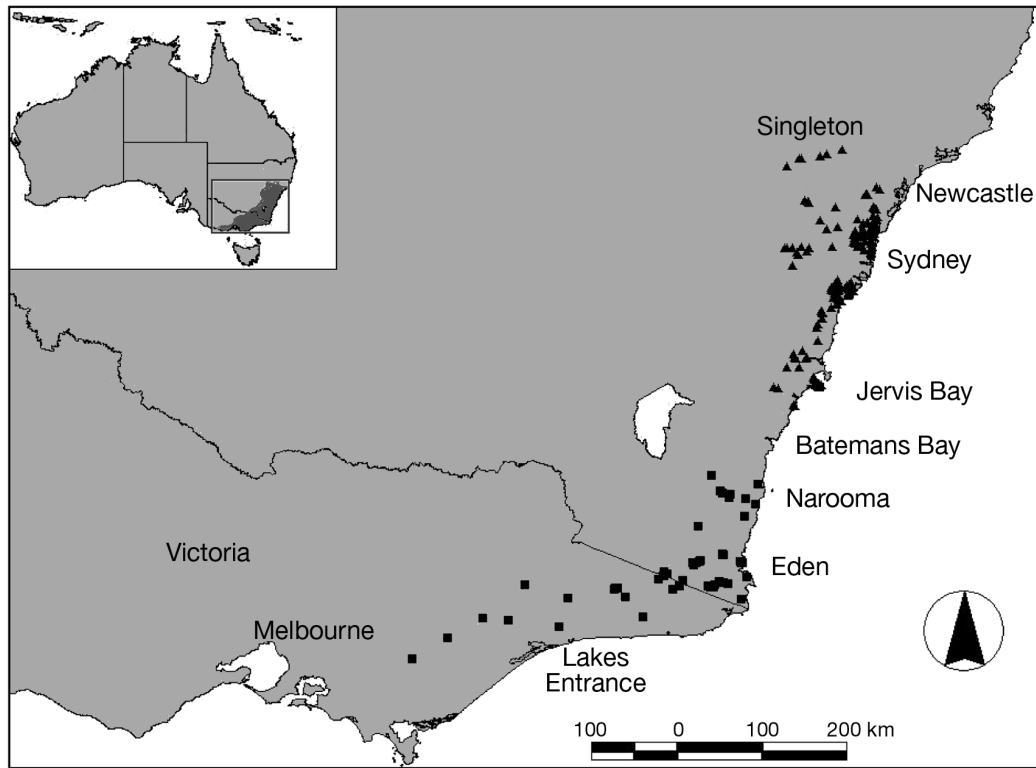 Singleton
Newcastle
Sydney
Jervis Bay
Batemans Bay
Narooma
Victoria
Eden
Melbourne
Lakes
Entrance
100 0 100 200 km